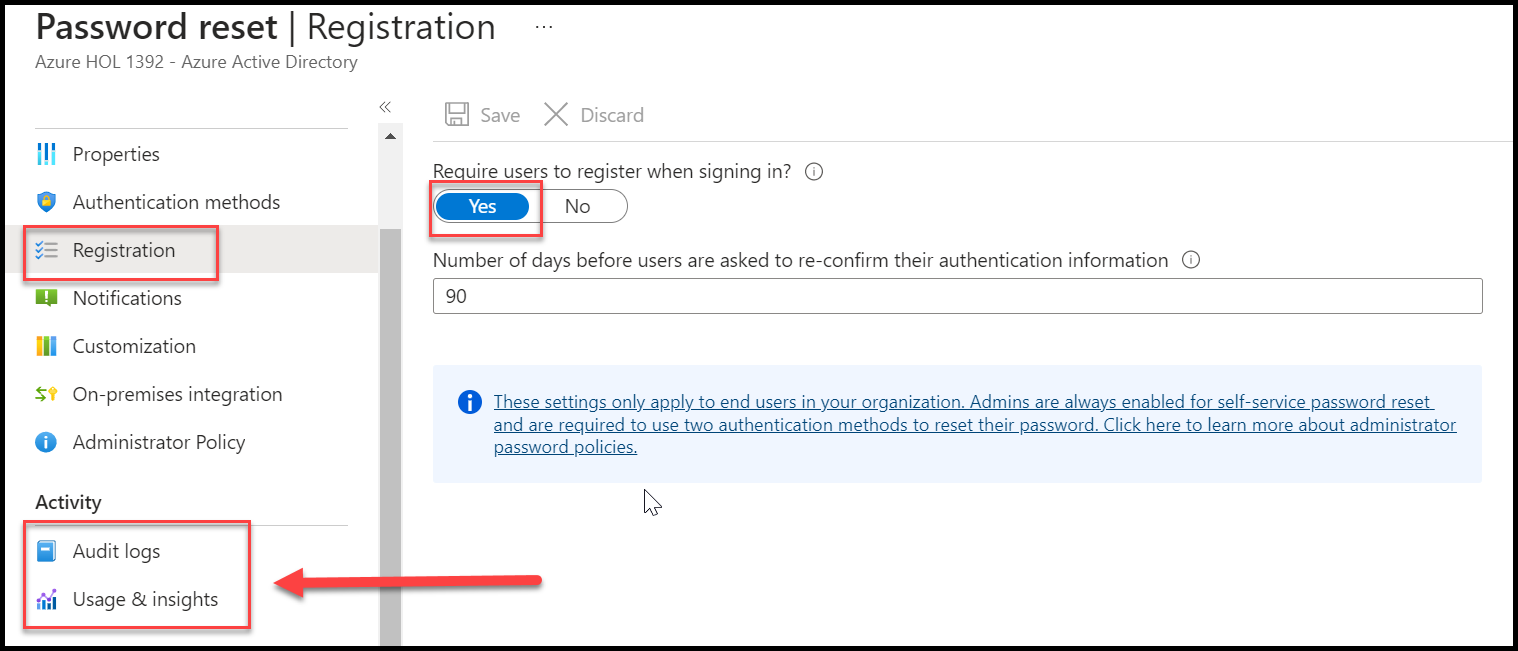 Password reset | Registration ...
Azure HOL 1392 - Azure Active Directory
Properties
Authentication methods
Registration
Notifications
Customization
On-premises integration
Administrator Policy
Activity
Audit logs
Usage & insights
Save Discard
Require users to register when signing in?
Yes No
Number of days before users are asked to re-confirm their authentication information
90
These settings only apply to end users in your organization. Admins are always enabled for self-service password reset
and are required to use two authentication methods to reset their password. Click here to learn more about administrator
password policies.